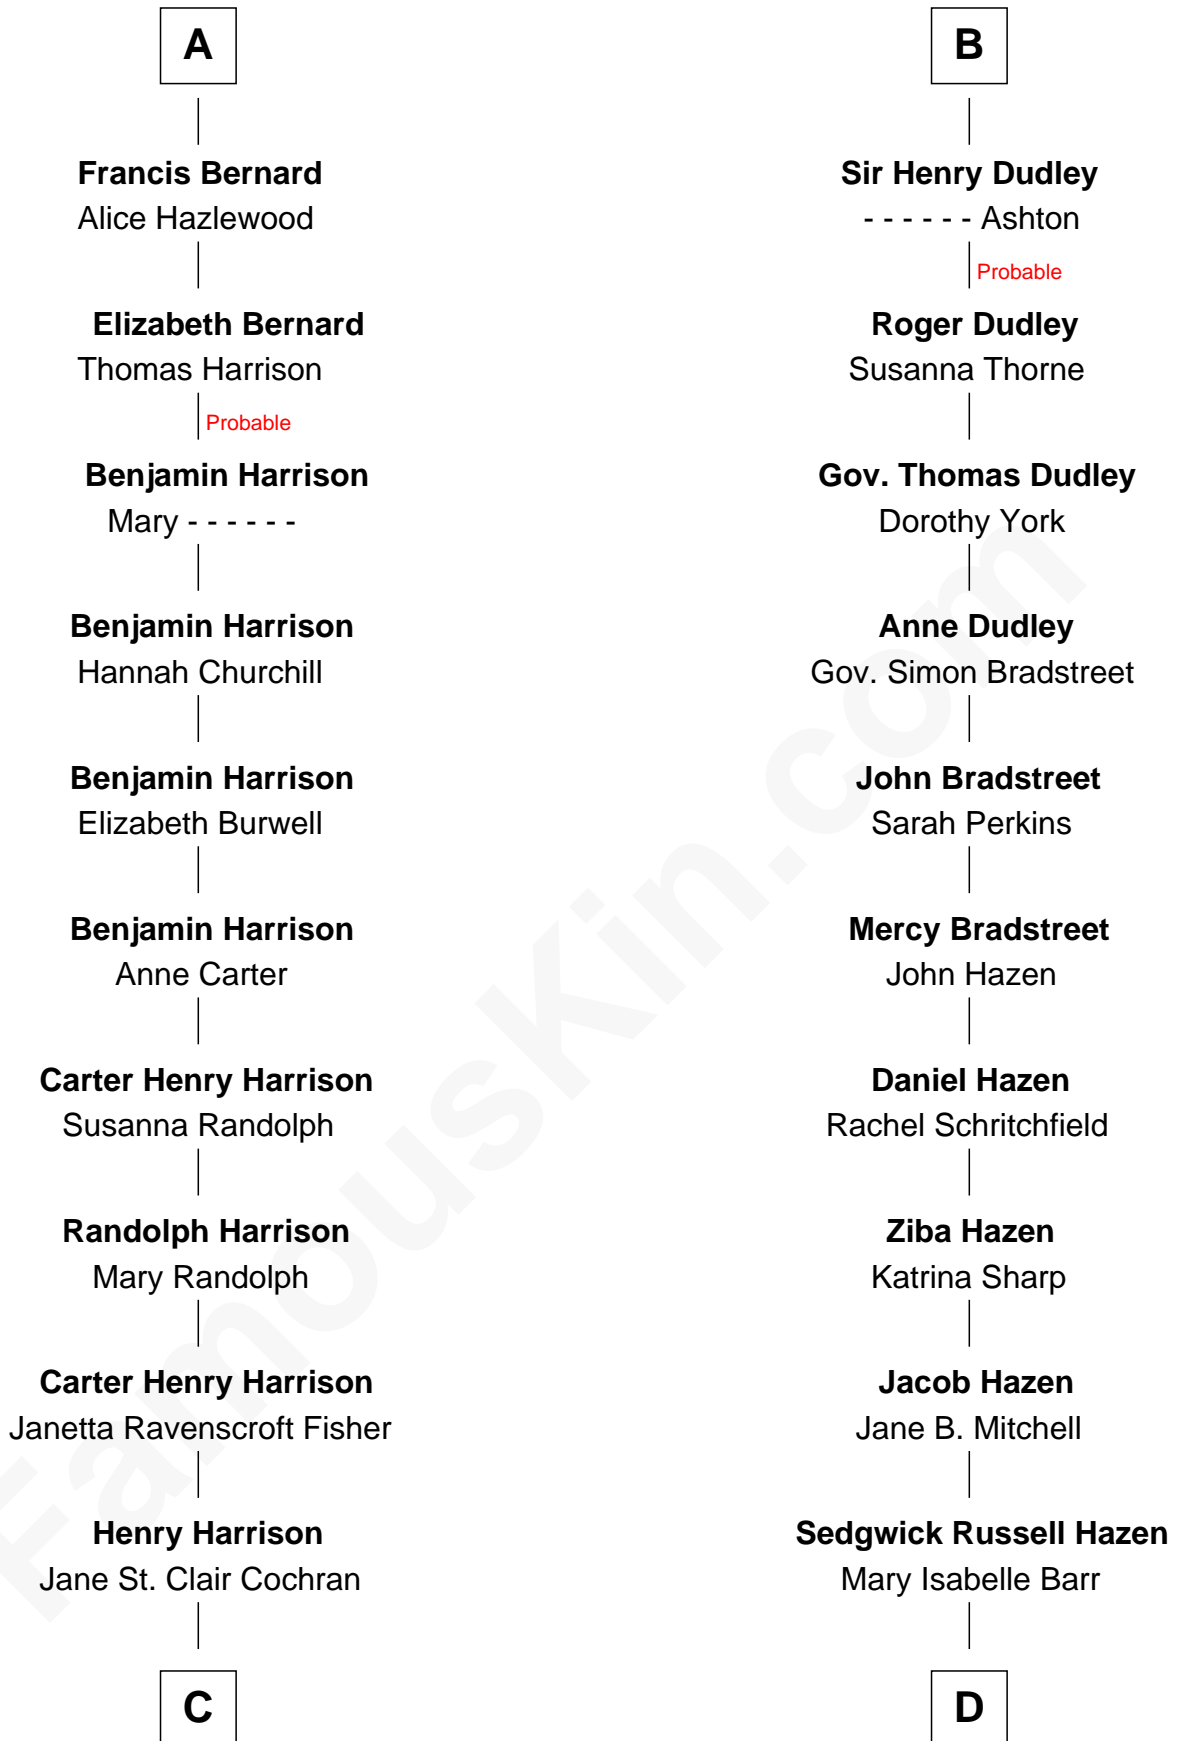 A
Francis Bernard
Alice Hazlewood
Elizabeth Bernard
Thomas Harrison
Probable
Benjamin Harrison
Mary - - - - - -
Benjamin Harrison
Hannah Churchill
Benjamin Harrison
Elizabeth Burwell
Benjamin Harrison
Anne Carter
Carter Henry Harrison
Susanna Randolph
Randolph Harrison
Mary Randolph
Carter Henry Harrison
Janetta Ravenscroft Fisher
Henry Harrison
Jane St. Clair Cochran
C
B
Sir Henry Dudley
- - - - - - Ashton
Probable
Roger Dudley
Susanna Thorne
Gov. Thomas Dudley
Dorothy York
Anne Dudley
Gov. Simon Bradstreet
John Bradstreet
Sarah Perkins
Mercy Bradstreet
John Hazen
Daniel Hazen
Rachel Schritchfield
Ziba Hazen
Katrina Sharp
Jacob Hazen
Jane B. Mitchell
Sedgwick Russell Hazen
Mary Isabelle Barr
D
FamousKin.com